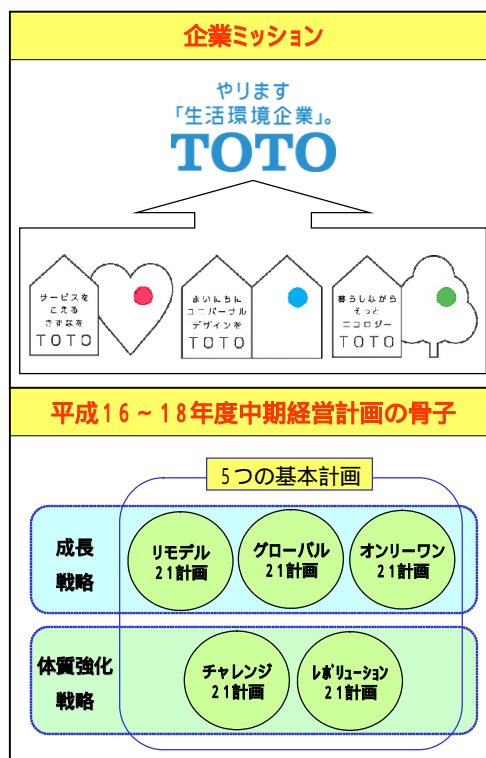 企業ミッション
やります
「生活環境企業」。
TOTO
サービスを
こえる
きずなを
TOTO
まいにちに
ユニバーサル
デザインを
TOTO
暮らしながら
そっと
エコロジー
TOTO
平成16~18年度中期経営計画の骨子
5つの基本計画
成長
戦略
リモデル
21計画
グローバル
21計画
オンリーワン
21計画
体質強化
戦略
チャレンジ
21計画
レボリューション
21計画